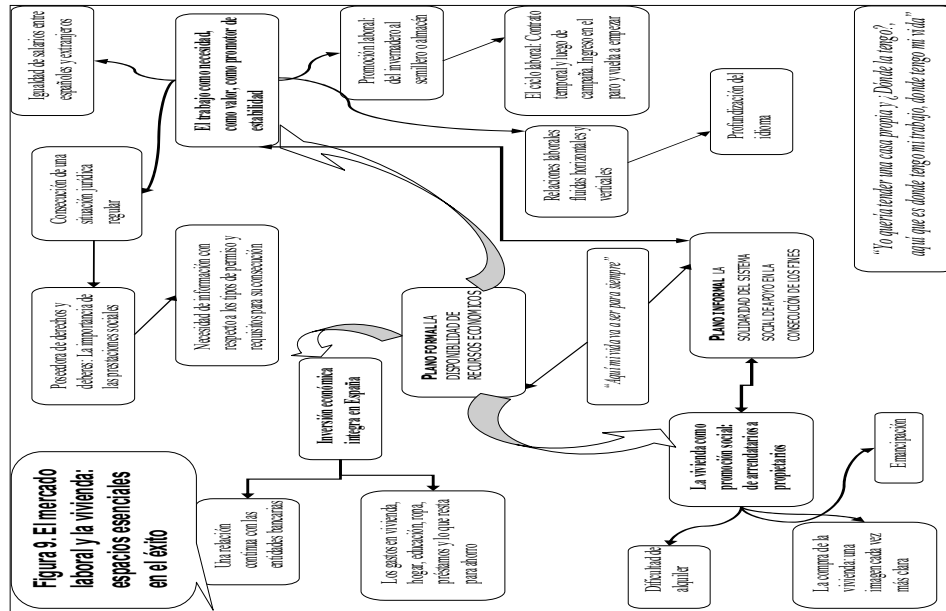 Figura 9. El mercado
laboral y la vivienda:
espacios esenciales
en el éxito
Poseedora de derechos y
deberes: La importancia de
las prestaciones sociales
Consecución de una
situación jurídica
regular
Igualdad de salarios entre
españoles y extranjeros
Necesidad de información con
respecto a los tipos de permiso y
requisitos para su consecución
El trabajo como necesidad,
como valor, como promotor de
estabilidad
Una relación
continua con las
entidades bancarias
Inversión económica
integra en España
Promoción laboral:
del invernadero al
semillero o almacén
Los gastos en vivienda,
hogar, educación, ropa,
préstamos y lo que resta
para ahorro
PLANO FORMAL LA
DISPONIBLIDAD DE
RECURSOS ECONOMICOS
El ciclo laboral: Contrato
temporal y luego de
campaña. Ingreso en el
paro y vuelta a empezar
Relaciones laborales
fluidas horizontales y
verticales
“Aquí mi vida va a ser para siempre”
Dificultad de
alquiler
La vivienda como
promoción social:
de arrendatarios a
propietarios
PLANO INFORMAL LA
SOLIDARIDAD DEL SISTEMA
SOCIAL DE APOYO EN LA
CONSECUCIÓN DE LOS FINES
Profundización del
idioma
La compra de la
vivienda: una
imagen cada vez
más clara
Emancipación
“Yo quería tender una casa propia y ¿Dónde la tengo?,
aquí que es donde tengo mi trabajo, donde tengo mi vida”